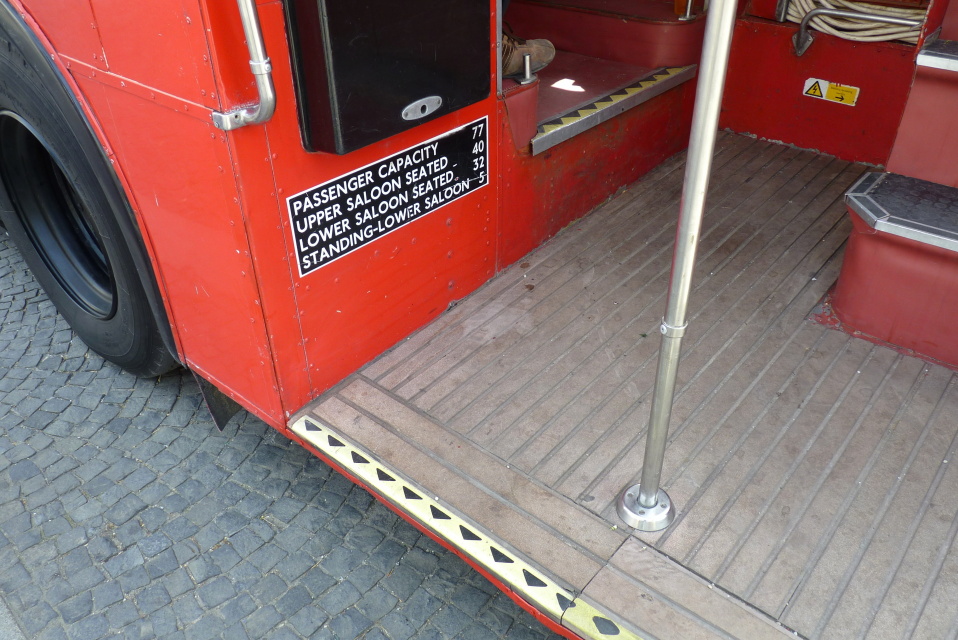 PASSENGER CAPACITY 77
UPPER SALOON SEATED - 40
LOWER SALOON SEATED - 32
STANDING-LOWER SALOON 5